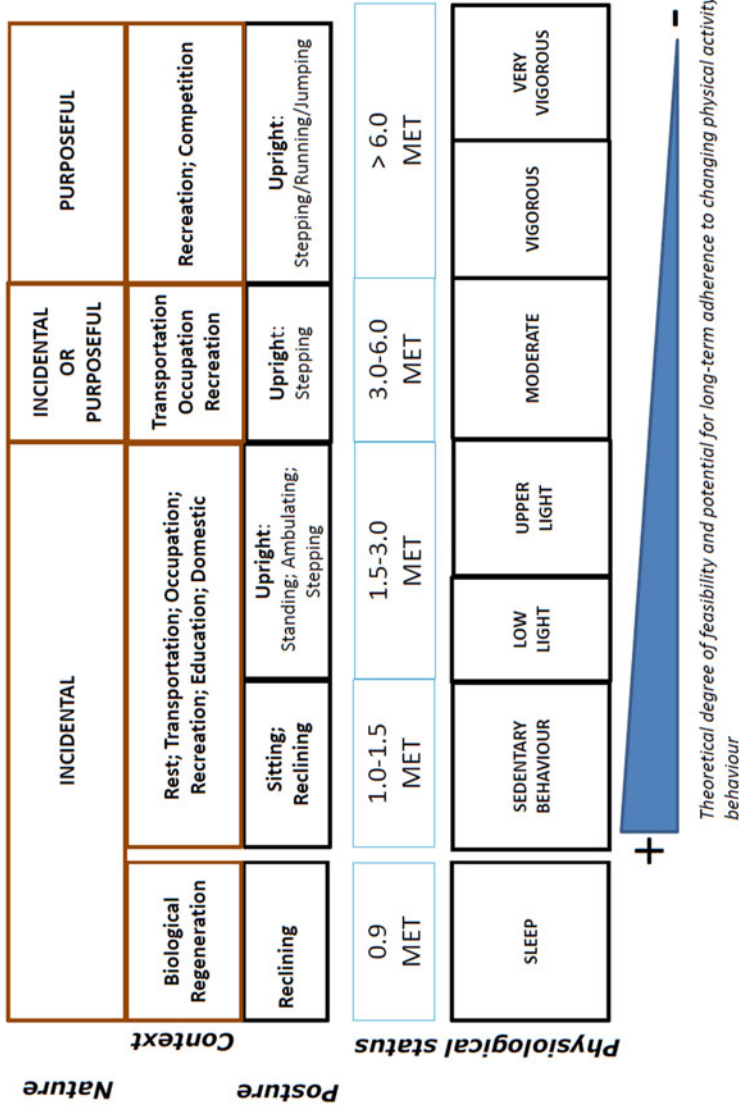 Nature
INCIDENTAL
INCIDENTAL
OR
PURPOSEFUL
PURPOSEFUL
Context
Biological
Regeneration
Rest; Transportation; Occupation;
Recreation; Education; Domestic
Transportation
Occupation
Recreation
Recreation; Competition
Posture
Reclining
Sitting;
Reclining
Upright:
Standing; Ambulating;
Stepping
Upright:
Stepping
Upright:
Stepping/Running/Jumping
Physiological status
0.9
MET
1.0-1.5
MET
1.5-3.0
MET
3.0-6.0
MET
> 6.0
MET
SLEEP
SEDENTARY
BEHAVIOUR
LOW
LIGHT
UPPER
LIGHT
MODERATE
VIGOROUS
VERY
VIGOROUS
+
-
Theoretical degree of feasibility and potential for long-term adherence to changing physical activity
behaviour